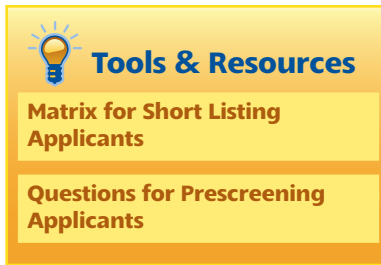 Tools & Resources
Matrix for Short Listing
Applicants
Questions for Prescreening
Applicants